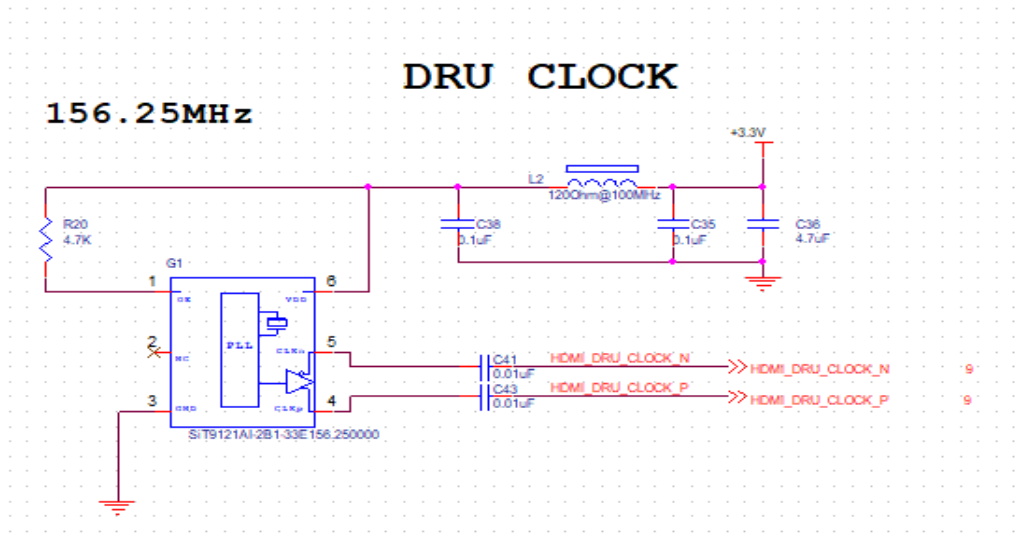 DRU CLOCK
156.25MHz
+3.3V
L2
120Ohm@100MHz
R20
4.7K
C38
0.1uF
C35
0.1uF
C36
4.7uF
G1
1
6
OE
VDD
PLL
2
5
NC
CLKn
3
4
GND
CLKp
SiT9121AI-2B1-33E156.250000
C41
0.01uF
HDMI_DRU_CLOCK_N
HDMI_DRU_CLOCK_N 9
C43
0.01uF
HDMI_DRU_CLOCK_P
HDMI_DRU_CLOCK_P 9